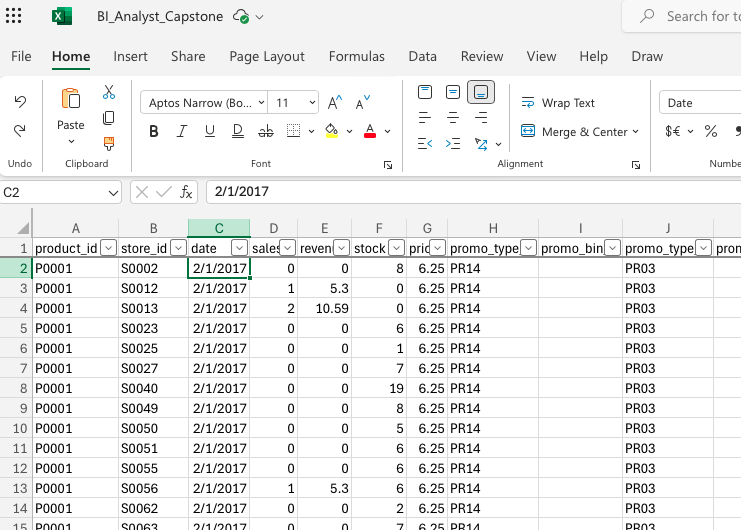 BI_Analyst_Capstone
Search for to
File Home Insert Share Page Layout Formulas Data Review View Help Draw
Paste
Aptos Narrow (Bo... 11 A^ A˅
B I U D ab A
Wrap Text
Merge & Center
Date
$€ %
Undo Clipboard Font Alignment Numbe
C2 fx 2/1/2017
A B C D E F G H I J
1 product_id store_id date sales reven stock pric promo_type promo_bin promo_type pron
2 P0001 S0002 2/1/2017 0 0 8 6.25 PR14 PR03
3 P0001 S0012 2/1/2017 1 5.3 0 6.25 PR14 PR03
4 P0001 S0013 2/1/2017 2 10.59 0 6.25 PR14 PR03
5 P0001 S0023 2/1/2017 0 0 6 6.25 PR14 PR03
6 P0001 S0025 2/1/2017 0 0 1 6.25 PR14 PR03
7 P0001 S0027 2/1/2017 0 0 7 6.25 PR14 PR03
8 P0001 S0040 2/1/2017 0 0 19 6.25 PR14 PR03
9 P0001 S0049 2/1/2017 0 0 8 6.25 PR14 PR03
10 P0001 S0050 2/1/2017 0 0 5 6.25 PR14 PR03
11 P0001 S0051 2/1/2017 0 0 6 6.25 PR14 PR03
12 P0001 S0055 2/1/2017 0 0 6 6.25 PR14 PR03
13 P0001 S0056 2/1/2017 1 5.3 6 6.25 PR14 PR03
14 P0001 S0062 2/1/2017 0 0 2 6.25 PR14 PR03
15 P0001 S0063 2/1/2017 0 0 7 6.25 PR14 PR03